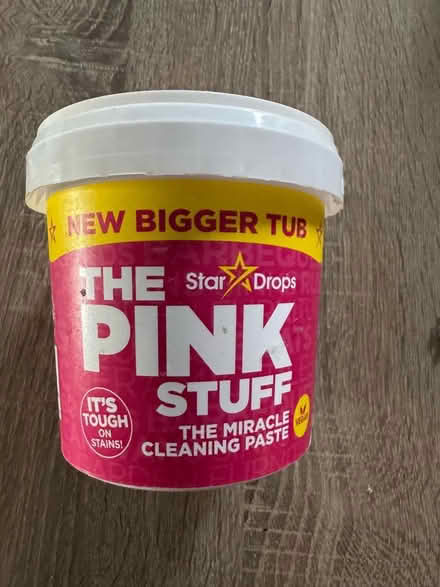 NEW BIGGER TUB
Star Drops
THE
PINK
STUFF
THE MIRACLE
CLEANING PASTE
IT'S
TOUGH
ON
STAINS!
VEGAN